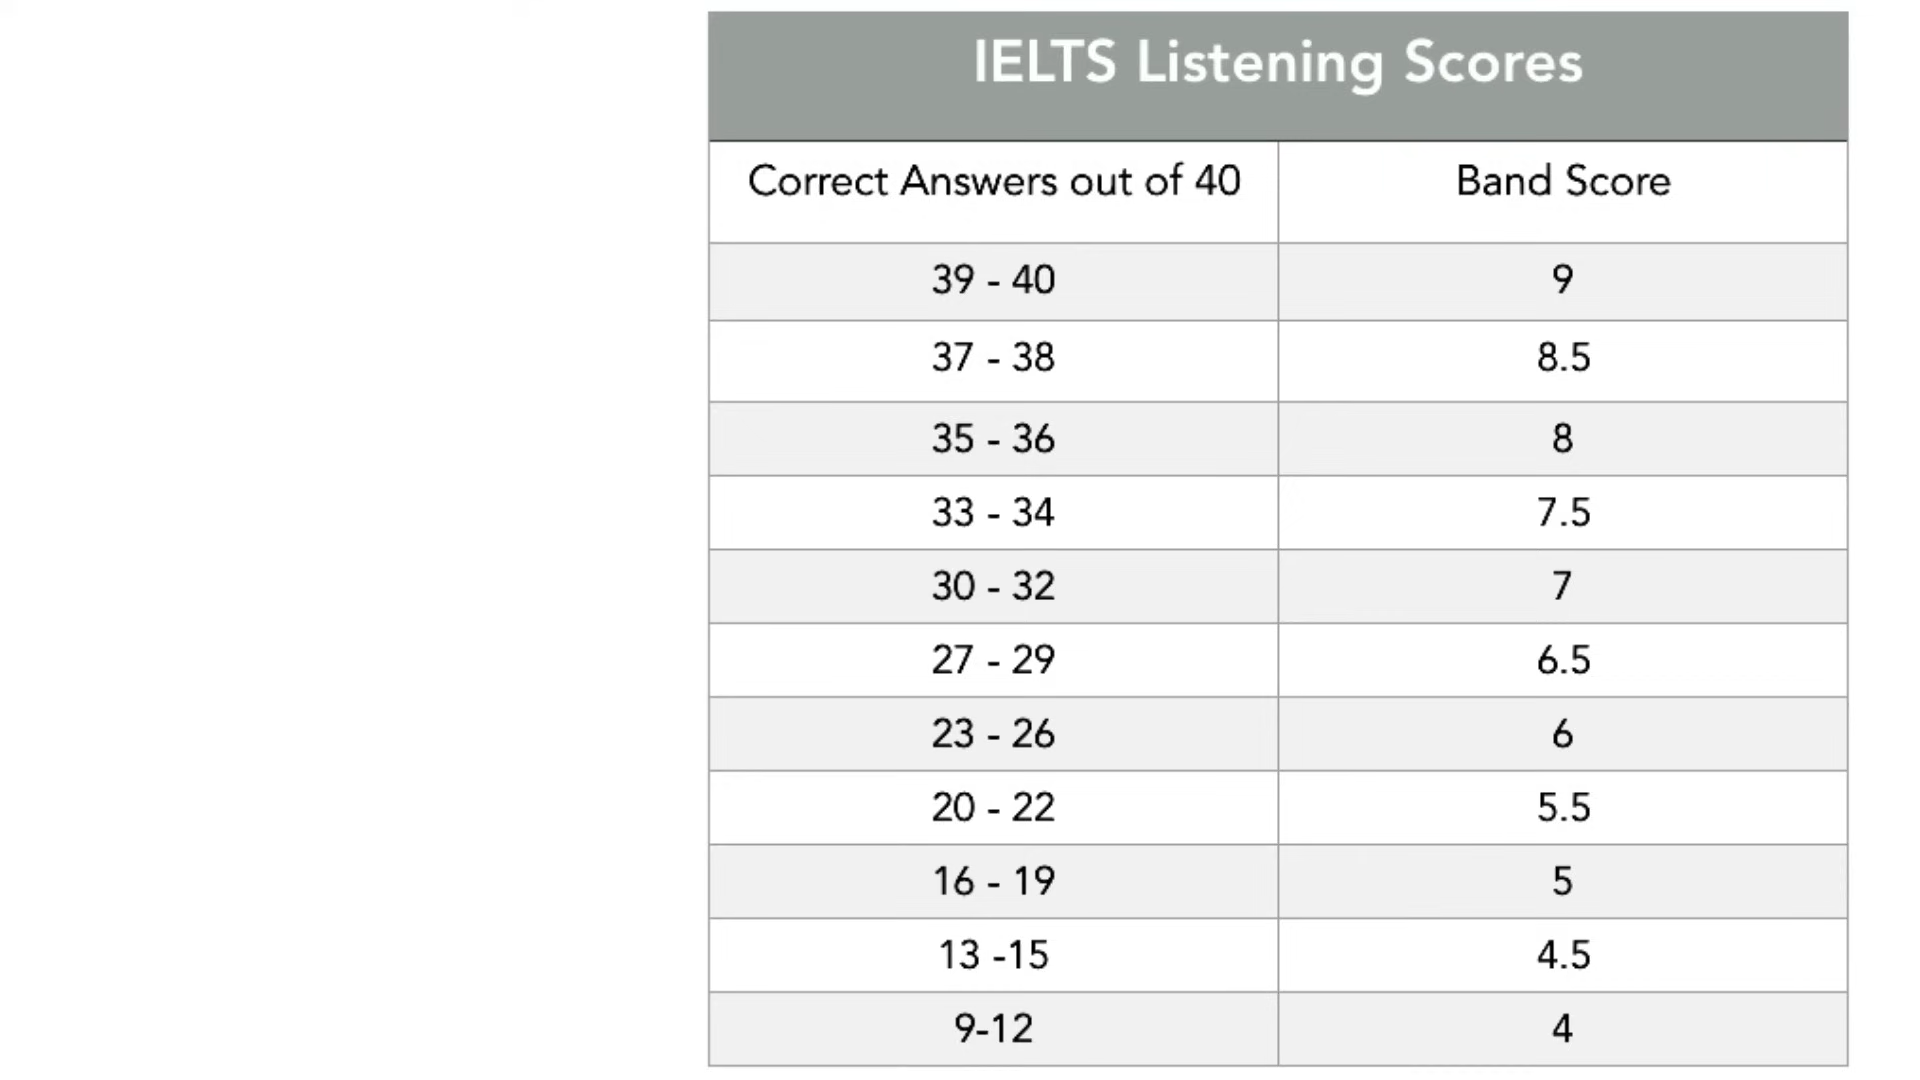 IELTS Listening Scores
Correct Answers out of 40 Band Score
39 - 40 9
37 - 38 8.5
35 - 36 8
33 - 34 7.5
30 - 32 7
27 - 29 6.5
23 - 26 6
20 - 22 5.5
16 - 19 5
13 -15 4.5
9-12 4